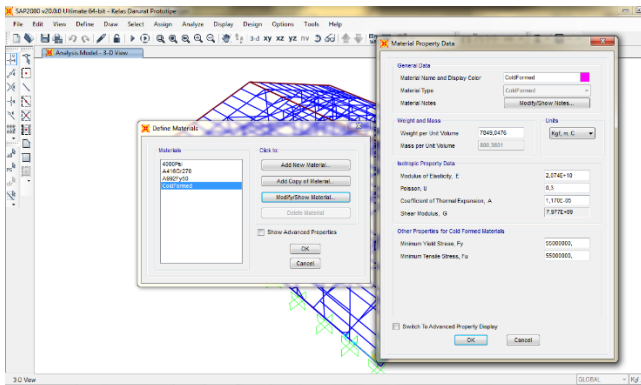 SAP2000 v20.0.0 Ultimate 64-bit - Kelas Darurat Prototipe
File Edit View Define Draw Select Assign Analyze Display Design Options Tools Help
3-d xy xz yz nv
Analysis Model - 3-D View
Define Materials
Materials
4000Psi
A416Gr270
A992Fy50
ColdFormed
Click to:
Add New Material...
Add Copy of Material...
Modify/Show Material...
Delete Material
Show Advanced Properties
OK
Cancel
Material Property Data
General Data
Material Name and Display Color ColdFormed
Material Type ColdFormed
Material Notes Modify/Show Notes...
Weight and Mass
Weight per Unit Volume 7849,0476
Mass per Unit Volume 800,3801
Units
Kgf, m, C
Isotropic Property Data
Modulus of Elasticity, E 2,074E+10
Poisson, U 0,3
Coefficient of Thermal Expansion, A 1,170E-05
Shear Modulus, G 7,977E+09
Other Properties for Cold Formed Materials
Minimum Yield Stress, Fy 55000000,
Minimum Tensile Stress, Fu 55000000,
Switch To Advanced Property Display
OK Cancel
3-D View
GLOBAL